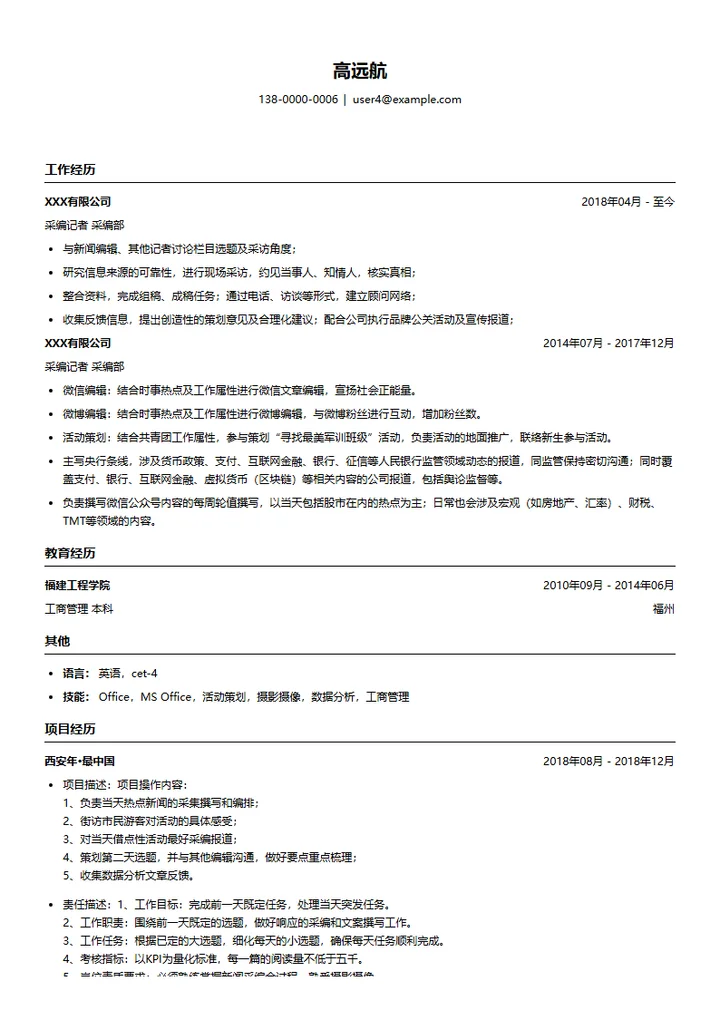 高远航
138-0000-0006 | user4@example.com
工作经历
XXX有限公司 2018年04月 - 至今
采编记者 采编部
• 与新闻编辑、其他记者讨论栏目选题及采访角度；
• 研究信息来源的可靠性，进行现场采访，约见当事人、知情人，核实真相；
• 整合资料，完成组稿、成稿任务；通过电话、访谈等形式，建立顾问网络；
• 收集反馈信息，提出创造性的策划意见及合理化建议；配合公司执行品牌公关活动及宣传报道；
XXX有限公司 2014年07月 - 2017年12月
采编记者 采编部
• 微信编辑：结合时事热点及工作属性进行微信文章编辑，宣扬社会正能量。
• 微博编辑：结合时事热点及工作属性进行微博编辑，与微博粉丝进行互动，增加粉丝数。
• 活动策划：结合共青团工作属性，参与策划“寻找最美军训班级”活动，负责活动的地面推广，联络新生参与活动。
• 主写央行条线，涉及货币政策、支付、互联网金融、银行、征信等人民银行监管领域动态的报道，同监管保持密切沟通；同时覆
盖支付、银行、互联网金融、虚拟货币（区块链）等相关内容的公司报道，包括舆论监督等。
• 负责撰写微信公众号内容的每周轮值撰写，以当天包括股市在内的热点为主；日常也会涉及宏观（如房地产、汇率）、财税、
TMT等领域的内容。
教育经历
福建工程学院 2010年09月 - 2014年06月
工商管理 本科 福州
其他
• 语言： 英语，cet-4
• 技能： Office，MS Office，活动策划，摄影摄像，数据分析，工商管理
项目经历
西安年•最中国 2018年08月 - 2018年12月
• 项目描述：项目操作内容：
1、负责当天热点新闻的采集撰写和编排；
2、街访市民游客对活动的具体感受；
3、对当天借点性活动最好采编报道；
4、策划第二天选题，并与其他编辑沟通，做好要点重点梳理；
5、收集数据分析文章反馈。
• 责任描述：1、工作目标：完成前一天既定任务，处理当天突发任务。
2、工作职责：围绕前一天既定的选题，做好响应的采编和文案撰写工作。
3、工作任务：根据已定的大选题，细化每天的小选题，确保每天任务顺利完成。
4、考核指标：以KPI为量化标准，每一篇的阅读量不低于五千。